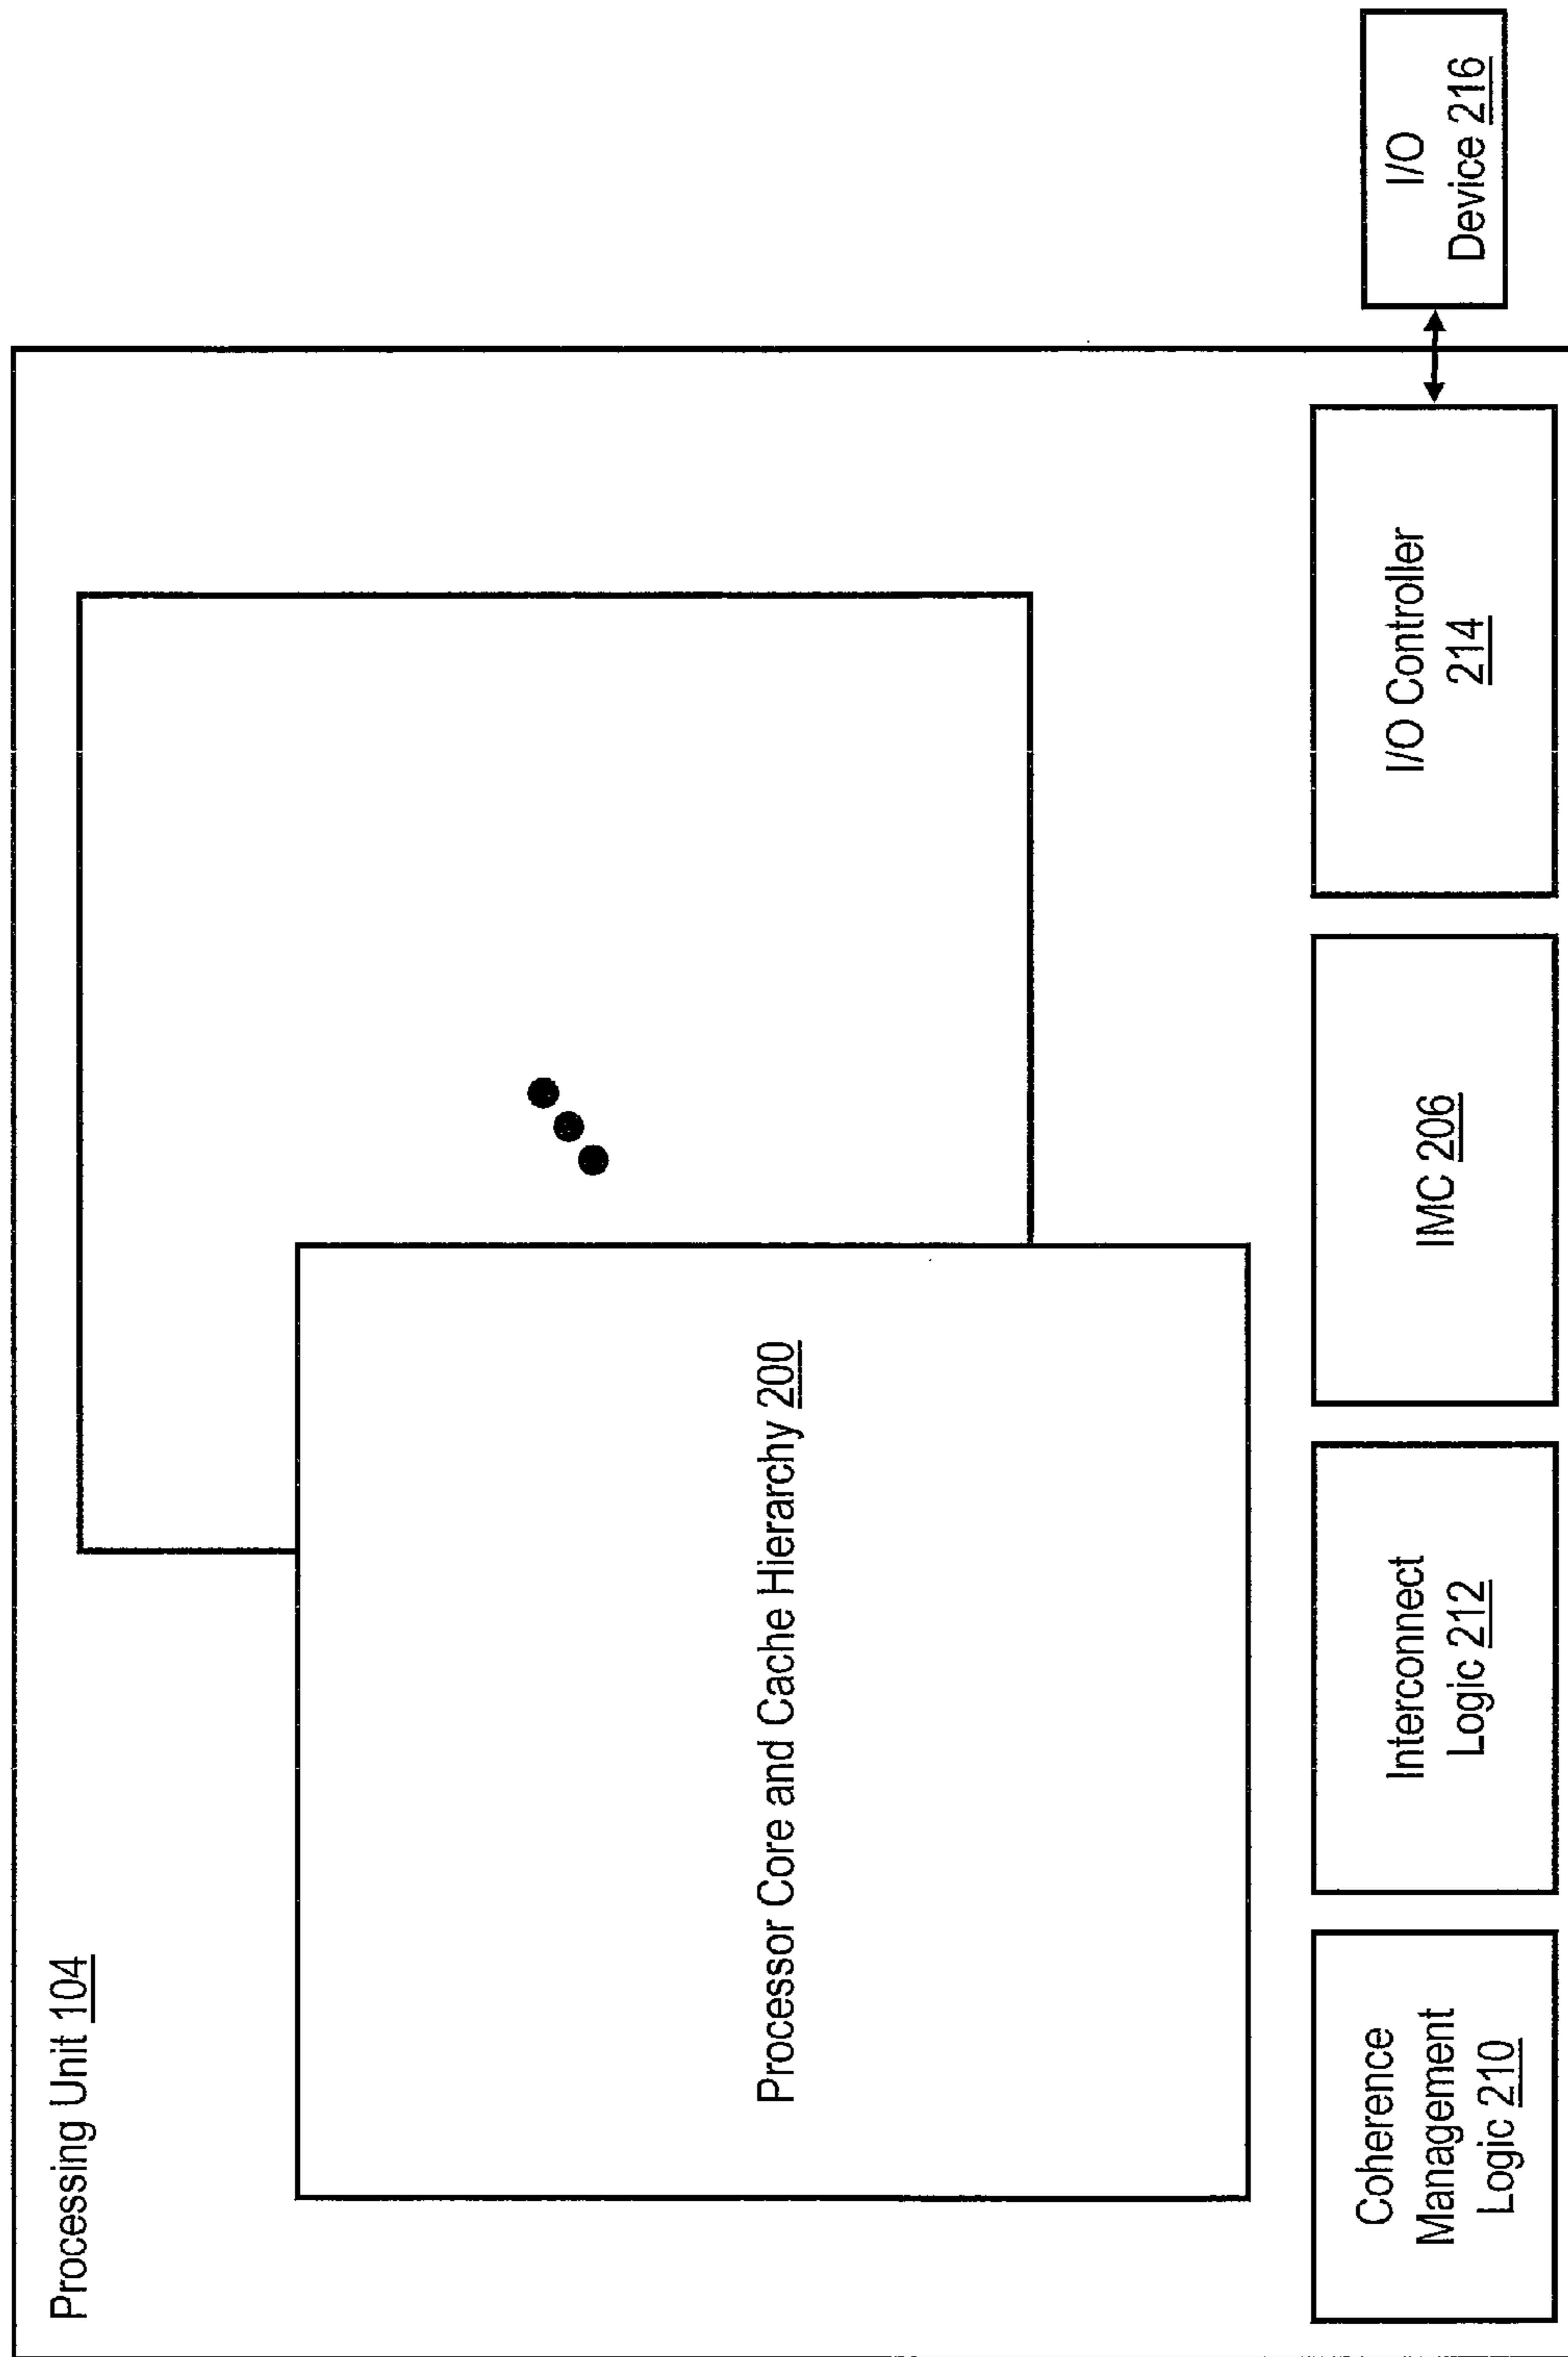 Processing Unit 104
Processor Core and Cache Hierarchy 200
Coherence
Management
Logic 210
Interconnect
Logic 212
IMC 206
I/O Controller
214
I/O
Device 216